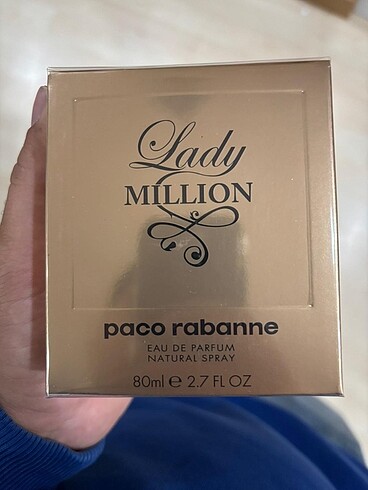 Lady
MILLION
paco rabanne
EAU DE PARFUM
NATURAL SPRAY
80ml ℮ 2.7 FL OZ